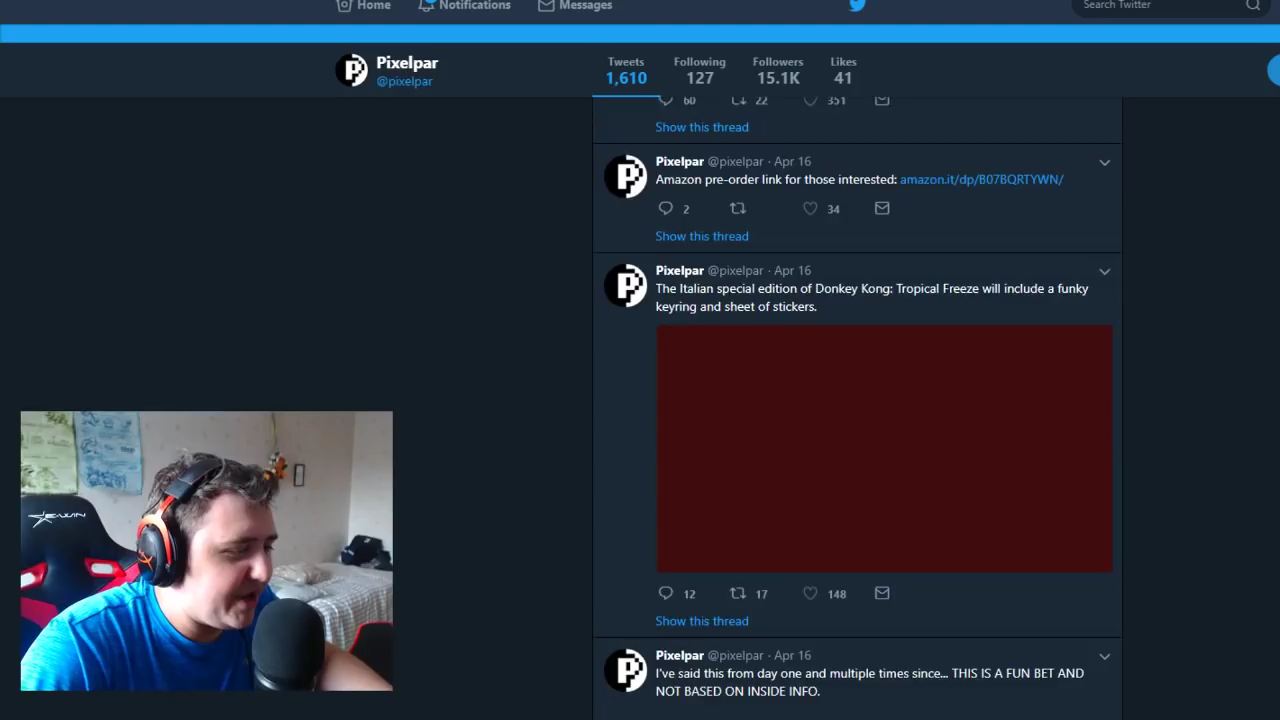 Home
Notifications
Messages
Search Twitter
Pixelpar
@pixelpar
Tweets
1,610
Following
127
Followers
15.1K
Likes
41
60 22 351
Show this thread
Pixelpar @pixelpar · Apr 16
Amazon pre-order link for those interested: amazon.it/dp/B07BQRTYWN/
2 34
Show this thread
Pixelpar @pixelpar · Apr 16
The Italian special edition of Donkey Kong: Tropical Freeze will include a funky
keyring and sheet of stickers.
12 17 148
Show this thread
Pixelpar @pixelpar · Apr 16
I've said this from day one and multiple times since... THIS IS A FUN BET AND
NOT BASED ON INSIDE INFO.